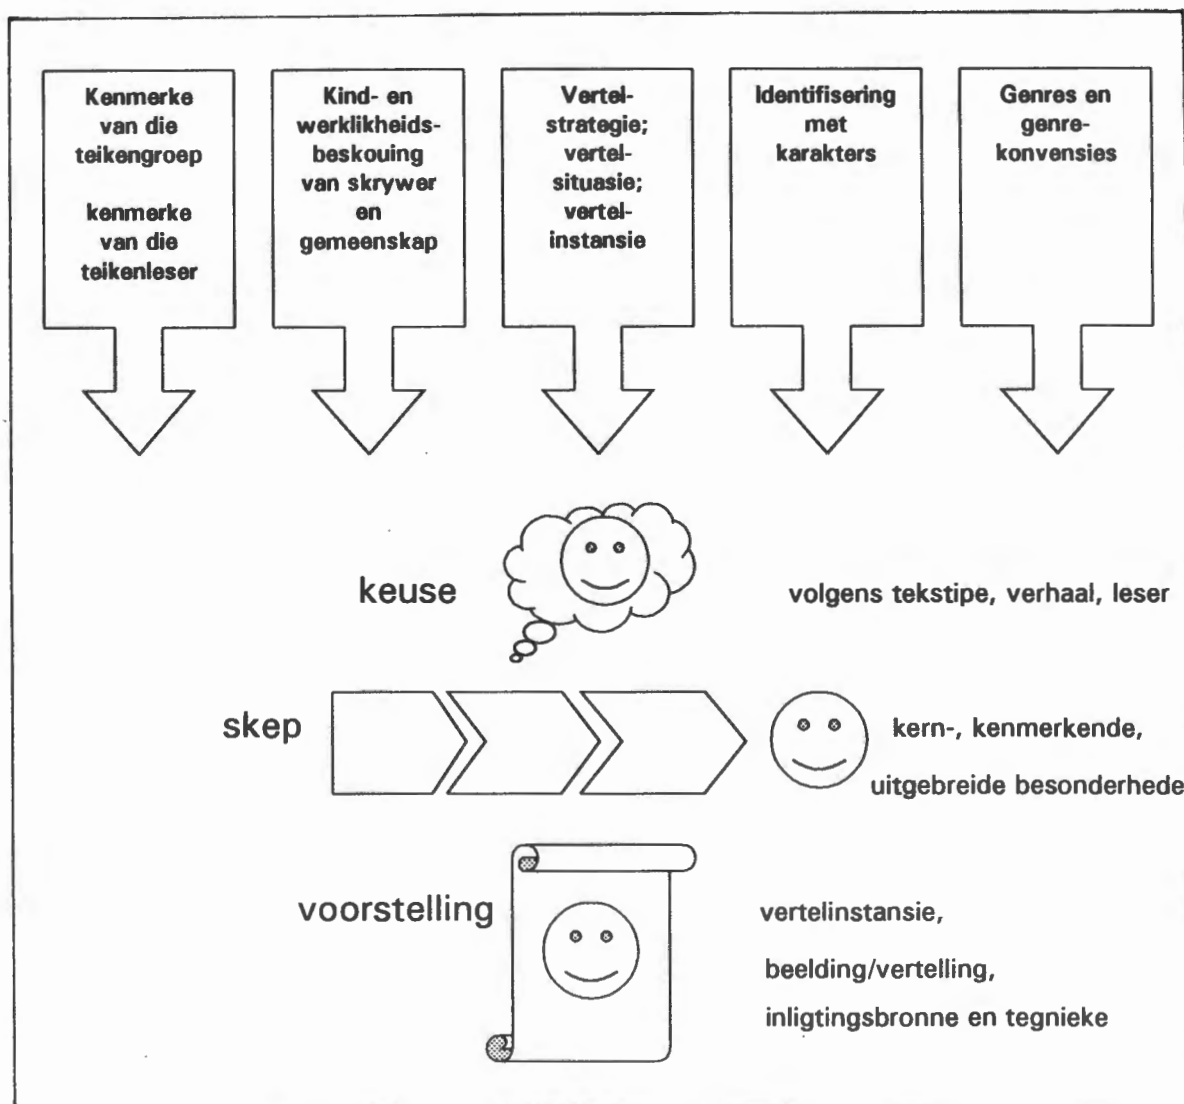 Kenmerke
van die
teikengroep
kenmerke
van die
teikenleser
Kind- en
werklikheids-
beskouing
van skrywer
en
gemeenskap
Vertel-
strategie;
vertel-
situasie;
vertel-
instansie
Identifisering
met
karakters
Genres en
genre-
konvensies
keuse
volgens tekstipe, verhaal, leser
skep
kern-, kenmerkende,
uitgebreide besonderhede
voorstelling
vertelinstansie,
beelding/vertelling,
inligtingsbronne en tegnieke